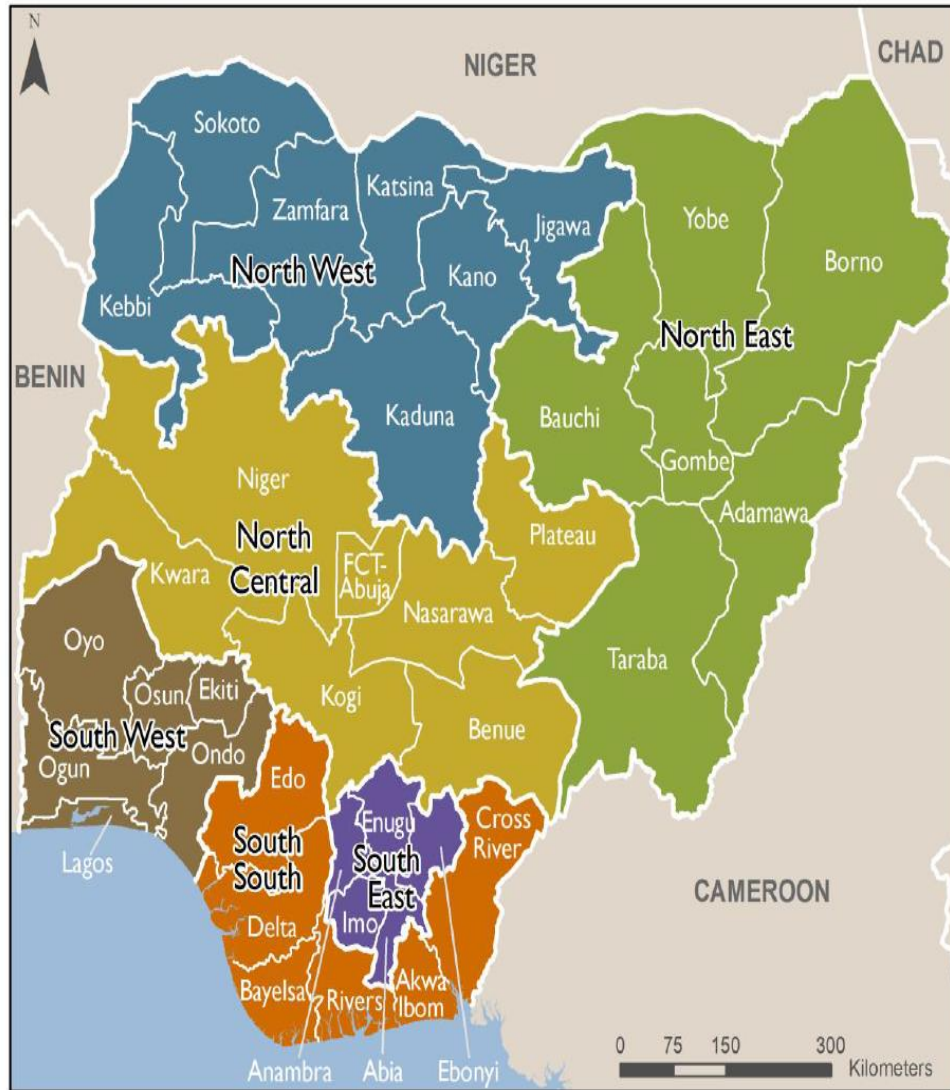 N
NIGER
CHAD
Sokoto
Katsina
Zamfara
Jigawa
Yobe
Kano
Borno
North West
Kebbi
North East
BENIN
Kaduna
Bauchi
Gombe
Niger
Adamawa
Plateau
North
Central
FCT-
Abuja
Kwara
Nasarawa
Oyo
Taraba
Osun
Ekiti
Kogi
South West
Benue
Ondo
Ogun
Edo
Cross
River
Enugu
South
South
South
East
Lagos
CAMEROON
Imo
Delta
Bayelsa
Rivers
Akwa
Ibom
Anambra
Abia
Ebonyi
0 75 150 300
Kilometers